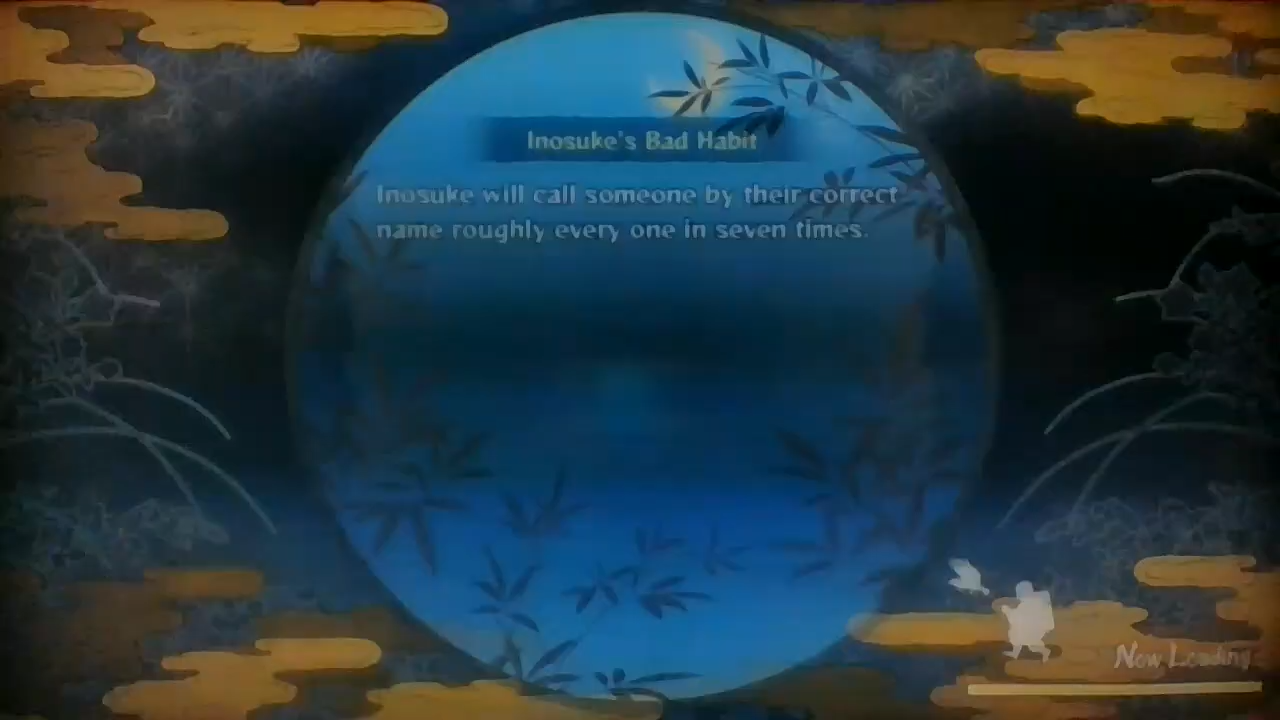 Inosuke's Bad Habit
Inosuke will call someone by their correct
name roughly every one in seven times.
Now Loading